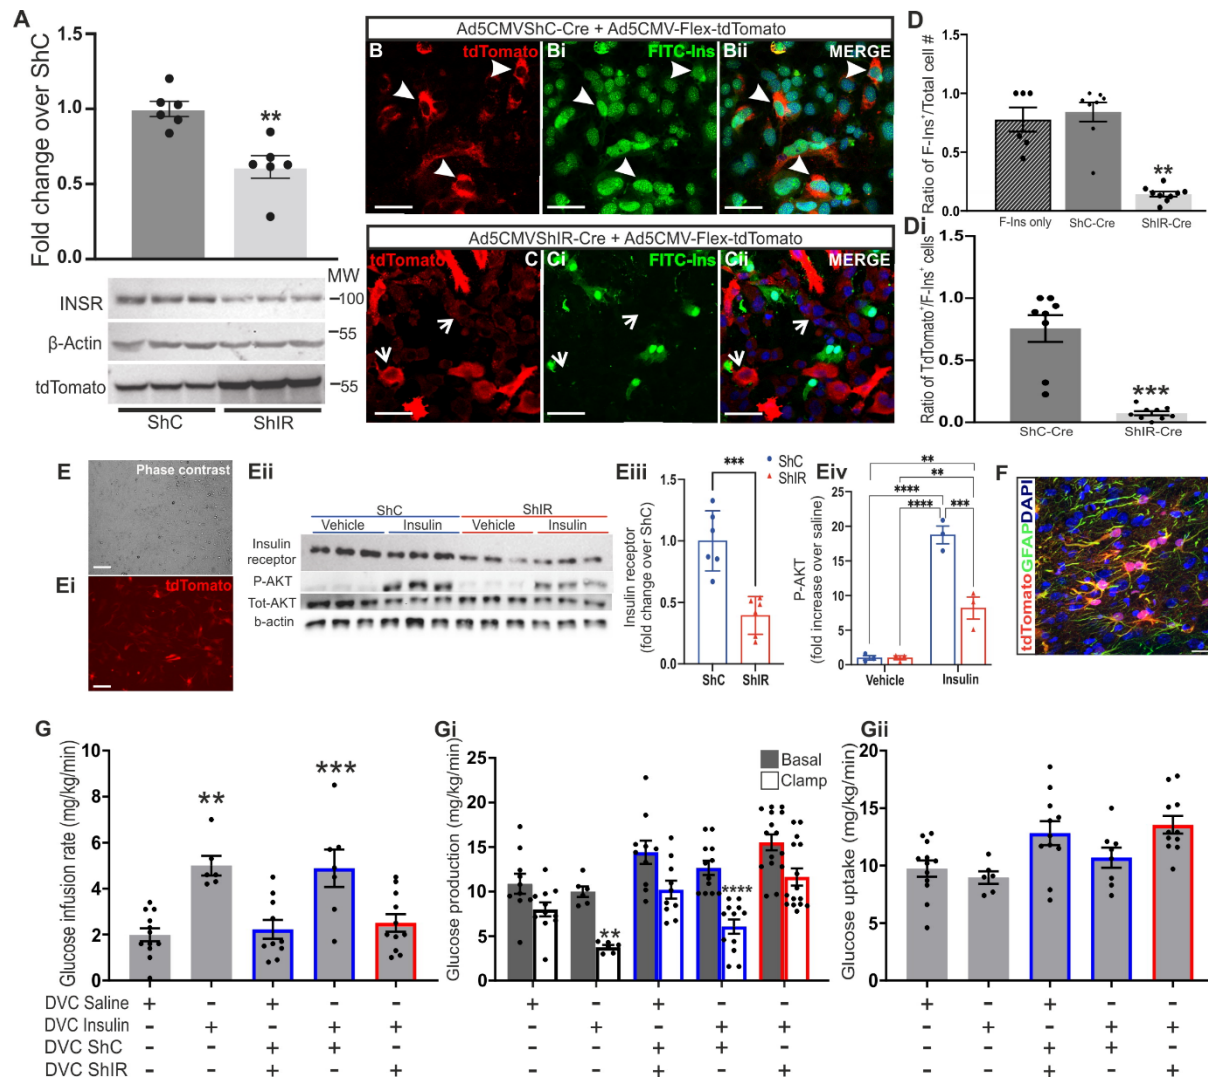 A
Fold change over ShC
1.5
1.0
0.5
0.0
**
MW
INSR
100
β-Actin
55
tdTomato
55
ShC
ShIR
Ad5CMVShC-Cre + Ad5CMV-Flex-tdTomato
B
tdTomato
Bi
FITC-Ins
Bii
MERGE
Ad5CMVShIR-Cre + Ad5CMV-Flex-tdTomato
tdTomato
C
Ci
FITC-Ins
Cii
MERGE
D
Ratio of F-Ins⁺/Total cell #
1.5
1.0
0.5
0.0
**
F-Ins only
ShC-Cre
ShIR-Cre
Di
Ratio of TdTomato⁺/F-Ins⁺ cells
1.5
1.0
0.5
0.0
***
ShC-Cre
ShIR-Cre
E
Phase contrast
Ei
tdTomato
Eii
ShC
ShIR
Vehicle
Insulin
Vehicle
Insulin
Insulin
receptor
P-AKT
Tot-AKT
b-actin
Eiii
Insulin receptor
(fold change over ShC)
1.5
1.0
0.5
0.0
***
ShC
ShIR
ShC
ShIR
Eiv
P-AKT
(fold increase over saline)
25
20
15
10
5
0
**
**
****
****
***
Vehicle
Insulin
F
tdTomatoGFAPDAPI
G
Glucose infusion rate (mg/kg/min)
10
8
6
4
2
0
**
***
Gi
Glucose production (mg/kg/min)
25
20
15
10
5
0
Basal
Clamp
**
****
Gii
Glucose uptake (mg/kg/min)
20
15
10
5
0
DVC Saline + - + - - + - + - - + - + - -
DVC Insulin - + - + + - + - + + - + - + +
DVC ShC - - + + - - - + + - - - + + -
DVC ShIR - - + - + - - + - + - - + - +